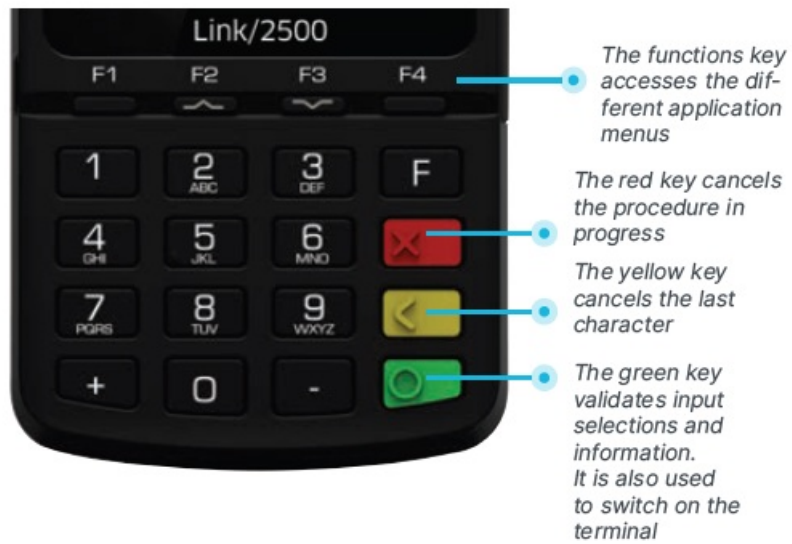 Link/2500
F1 F2 F3 F4
The functions key
accesses the dif-
ferent application
menus
1 2 3 F
ABC DEF
The red key cancels
the procedure in
progress
4 5 6
GHI JKL MNO
The yellow key
cancels the last
character
7 8 9
PQRS TUV WXYZ
The green key
validates input
selections and
information.
It is also used
to switch on the
terminal
+ 0 -